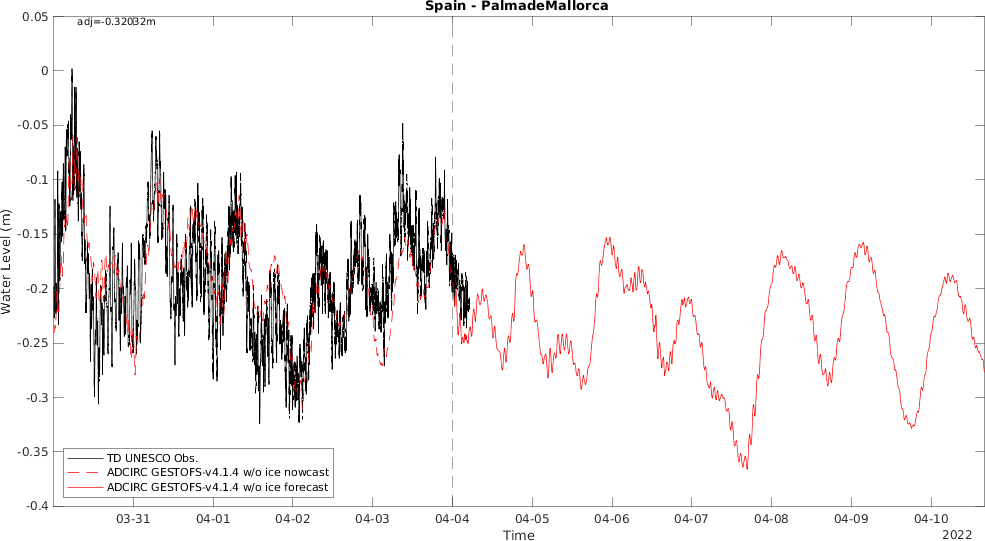 Spain - PalmadeMallorca
adj=-0.32032m
0.05
0
-0.05
-0.1
-0.15
-0.2
-0.25
-0.3
-0.35
-0.4
Water Level (m)
TD UNESCO Obs.
ADCIRC GESTOFS-v4.1.4 w/o ice nowcast
ADCIRC GESTOFS-v4.1.4 w/o ice forecast
03-31 04-01 04-02 04-03 04-04 04-05 04-06 04-07 04-08 04-09 04-10
Time
2022